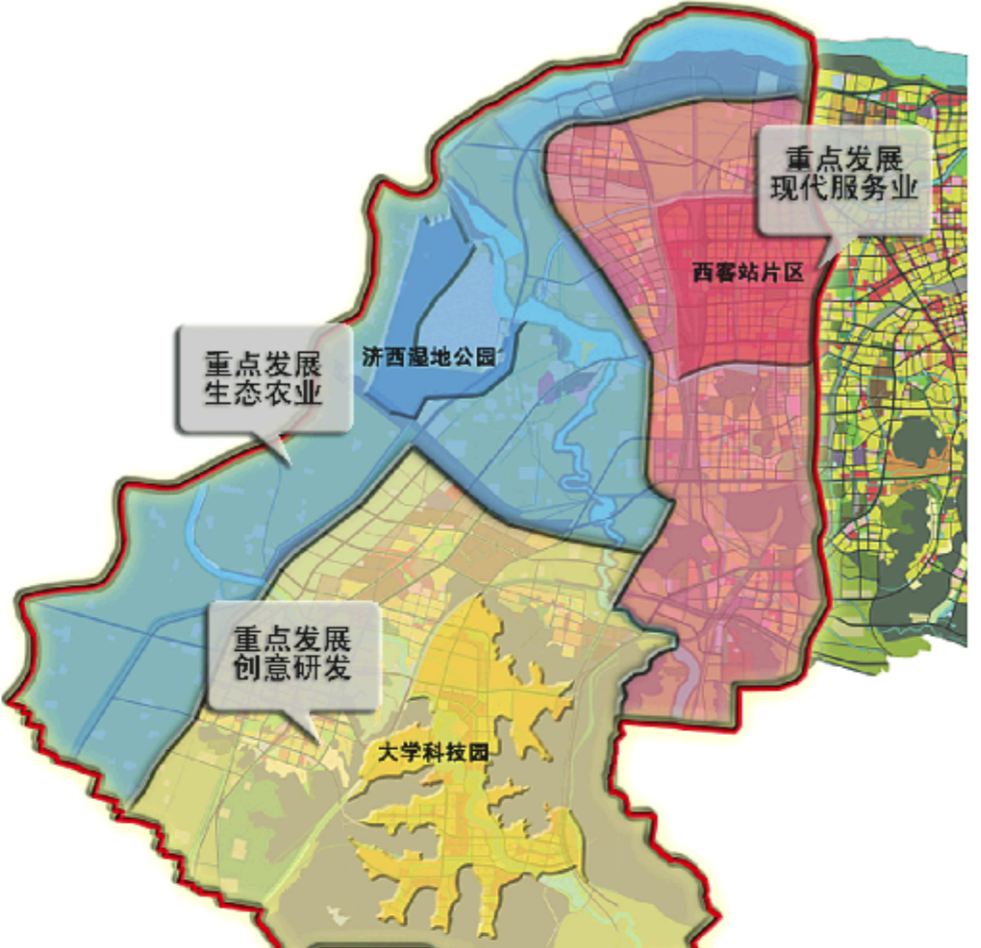 重点发展
现代服务业
西客站片区
济西湿地公园
重点发展
生态农业
重点发展
创意研发
大学科技园